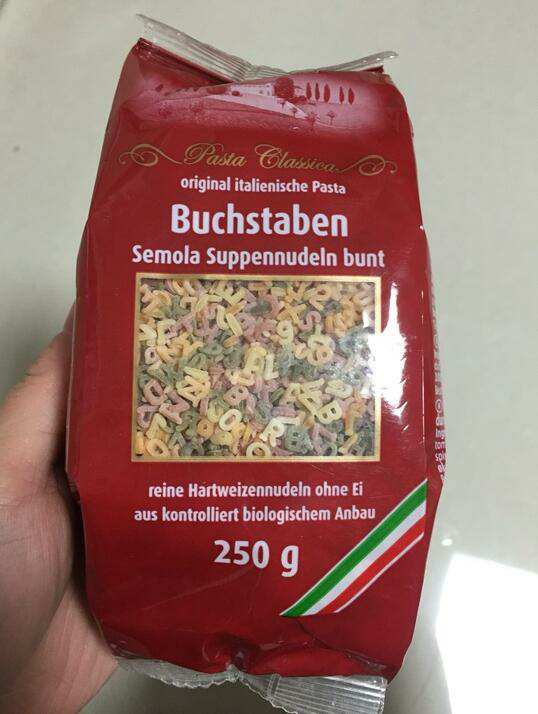 Pasta Classica
original italienische Pasta
Buchstaben
Semola Suppennudeln bunt
reine Hartweizennudeln ohne Ei
aus kontrolliert biologischem Anbau
250 g